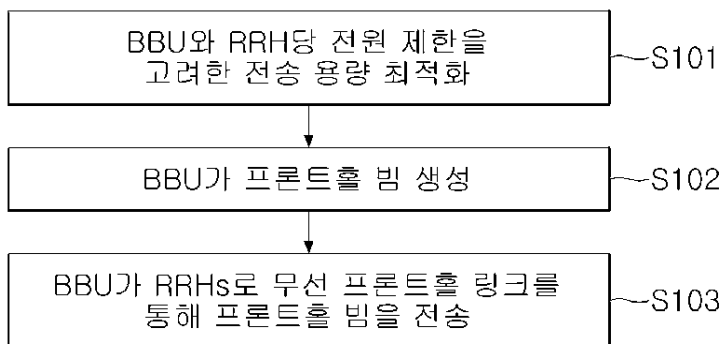 BBU와 RRH당 전원 제한을
고려한 전송 용량 최적화
S101
BBU가 프론트홀 빔 생성
S102
BBU가 RRHs로 무선 프론트홀 링크를
통해 프론트홀 빔을 전송
S103